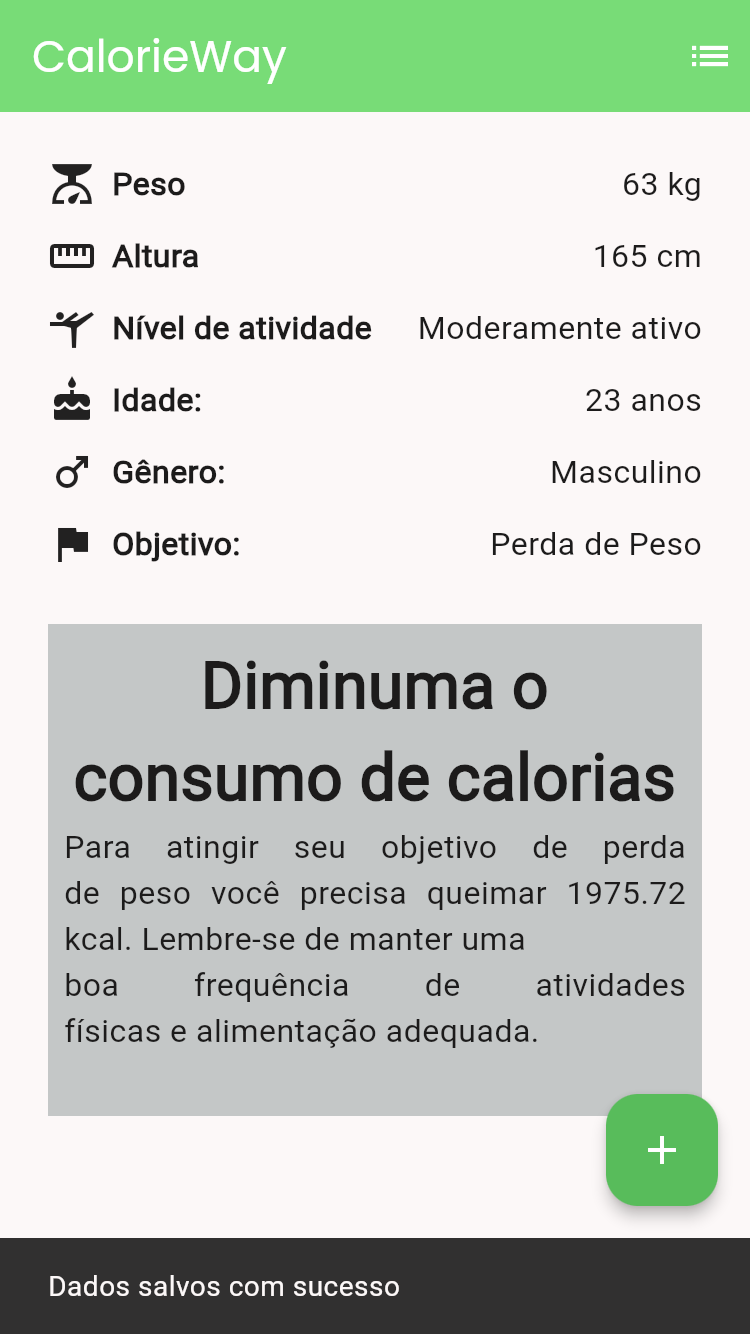 CalorieWay
Peso 63 kg
Altura 165 cm
Nível de atividade Moderamente ativo
Idade: 23 anos
Gênero: Masculino
Objetivo: Perda de Peso
Diminuma o
consumo de calorias
Para atingir seu objetivo de perda
de peso você precisa queimar 1975.72
kcal. Lembre-se de manter uma
boa frequência de atividades
físicas e alimentação adequada.
Dados salvos com sucesso